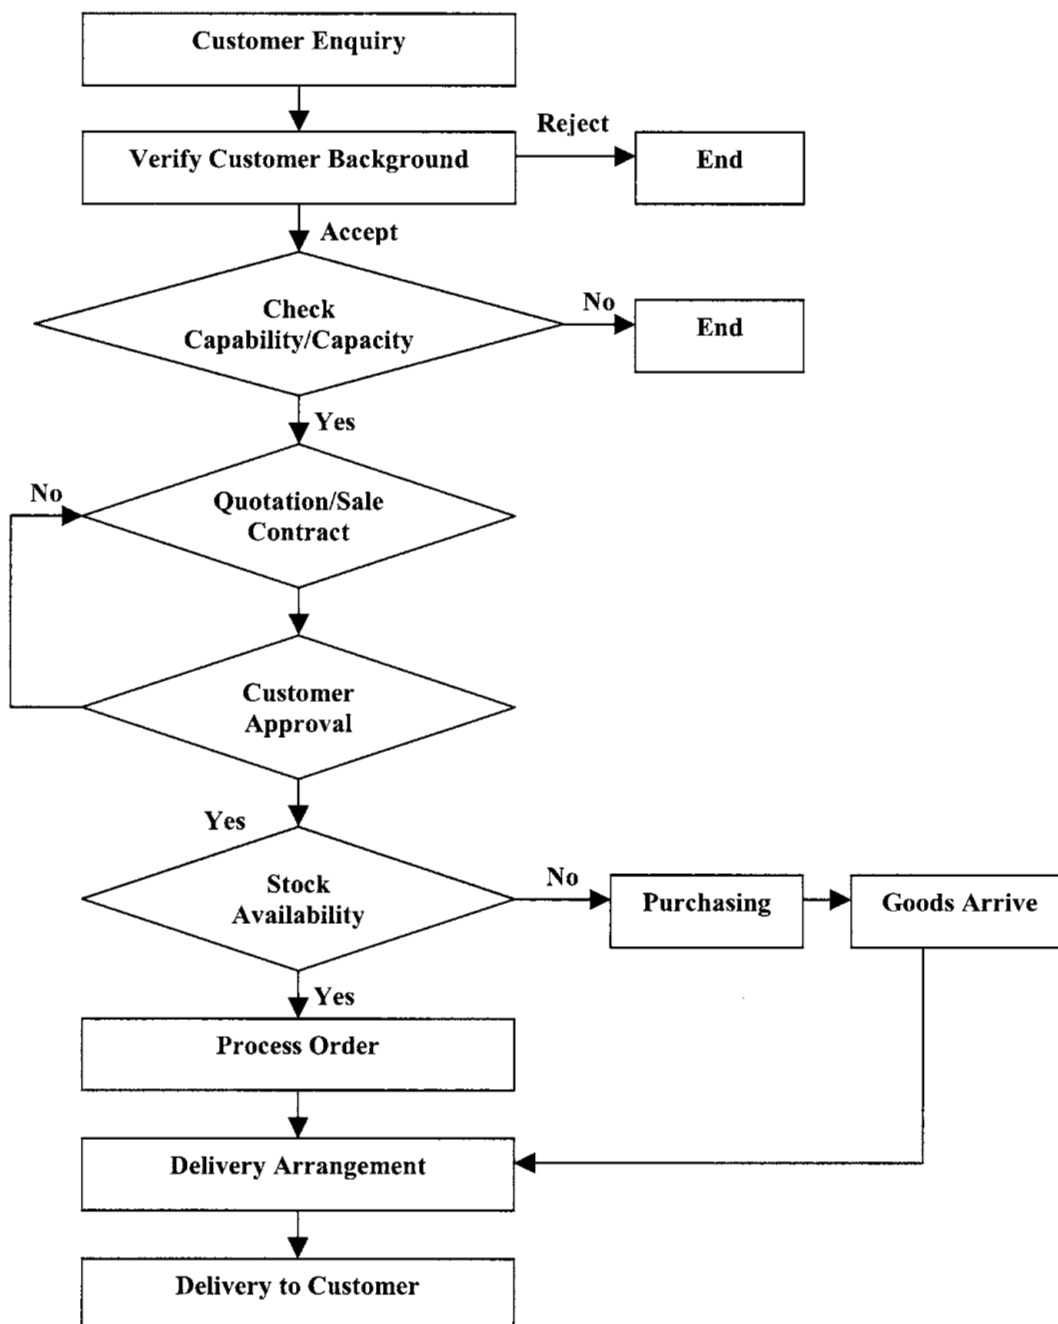 Customer Enquiry
Reject
Verify Customer Background
End
Accept
Check
Capability/Capacity
No
End
Yes
No
Quotation/Sale
Contract
Customer
Approval
Yes
Stock
Availability
No
Purchasing
Goods Arrive
Yes
Process Order
Delivery Arrangement
Delivery to Customer